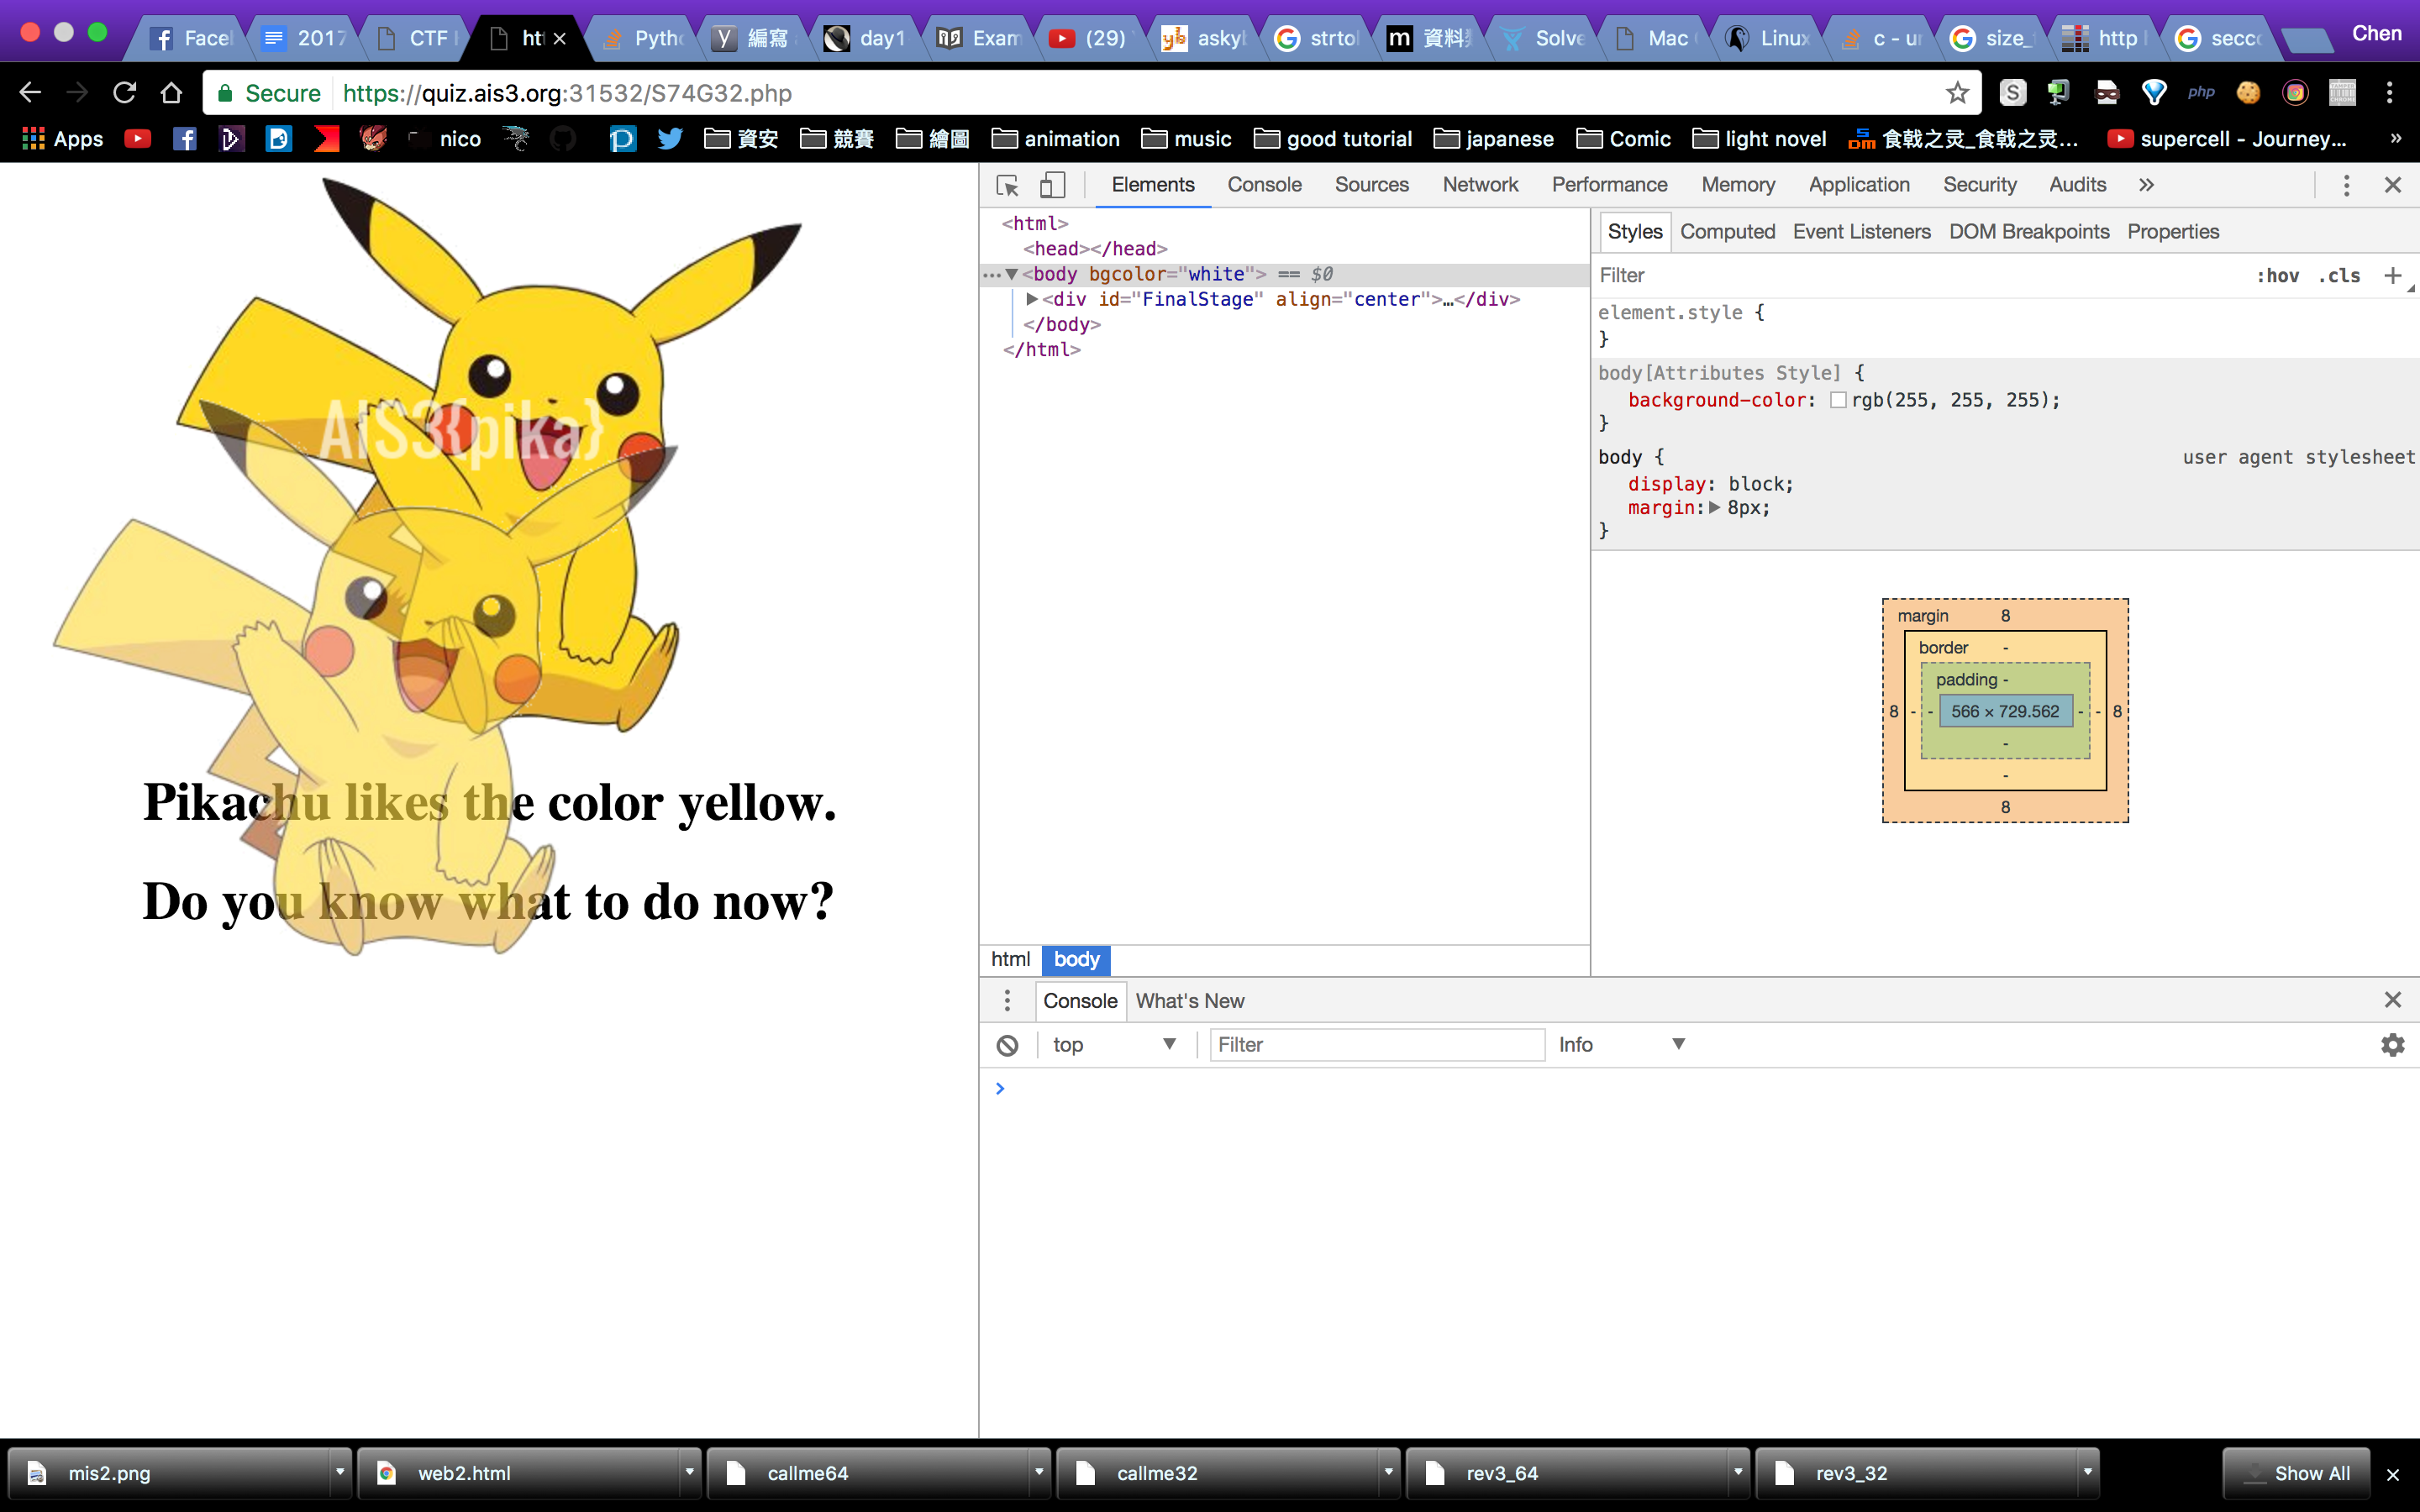 Facel
2017
CTF
htt
Pytho
編寫
day1
Exam
(29)
asky
strtol
資料
Solve
Mac
Linux
c - ur
size_
http
secco
Chen
Secure
https://quiz.ais3.org:31532/S74G32.php
php
Apps
nico
資安
競賽
繪圖
animation
music
good tutorial
japanese
Comic
light novel
食戟之灵_食戟之灵...
supercell - Journey...
»
AIS3{pika}
Pikachu likes the color yellow.
Do you know what to do now?
Elements
Console
Sources
Network
Performance
Memory
Application
Security
Audits
»
<html>
<head></head>
<body bgcolor="white"> == $0
<div id="FinalStage" align="center">…</div>
</body>
</html>
html
body
Styles
Computed
Event Listeners
DOM Breakpoints
Properties
Filter
:hov
.cls
+
element.style {
}
body[Attributes Style] {
background-color: rgb(255, 255, 255);
}
body {
user agent stylesheet
display: block;
margin: 8px;
}
margin
8
border
-
padding -
8 - - 566 × 729.562 - - 8
-
-
8
Console
What's New
top
Filter
Info
mis2.png
web2.html
callme64
callme32
rev3_64
rev3_32
Show All